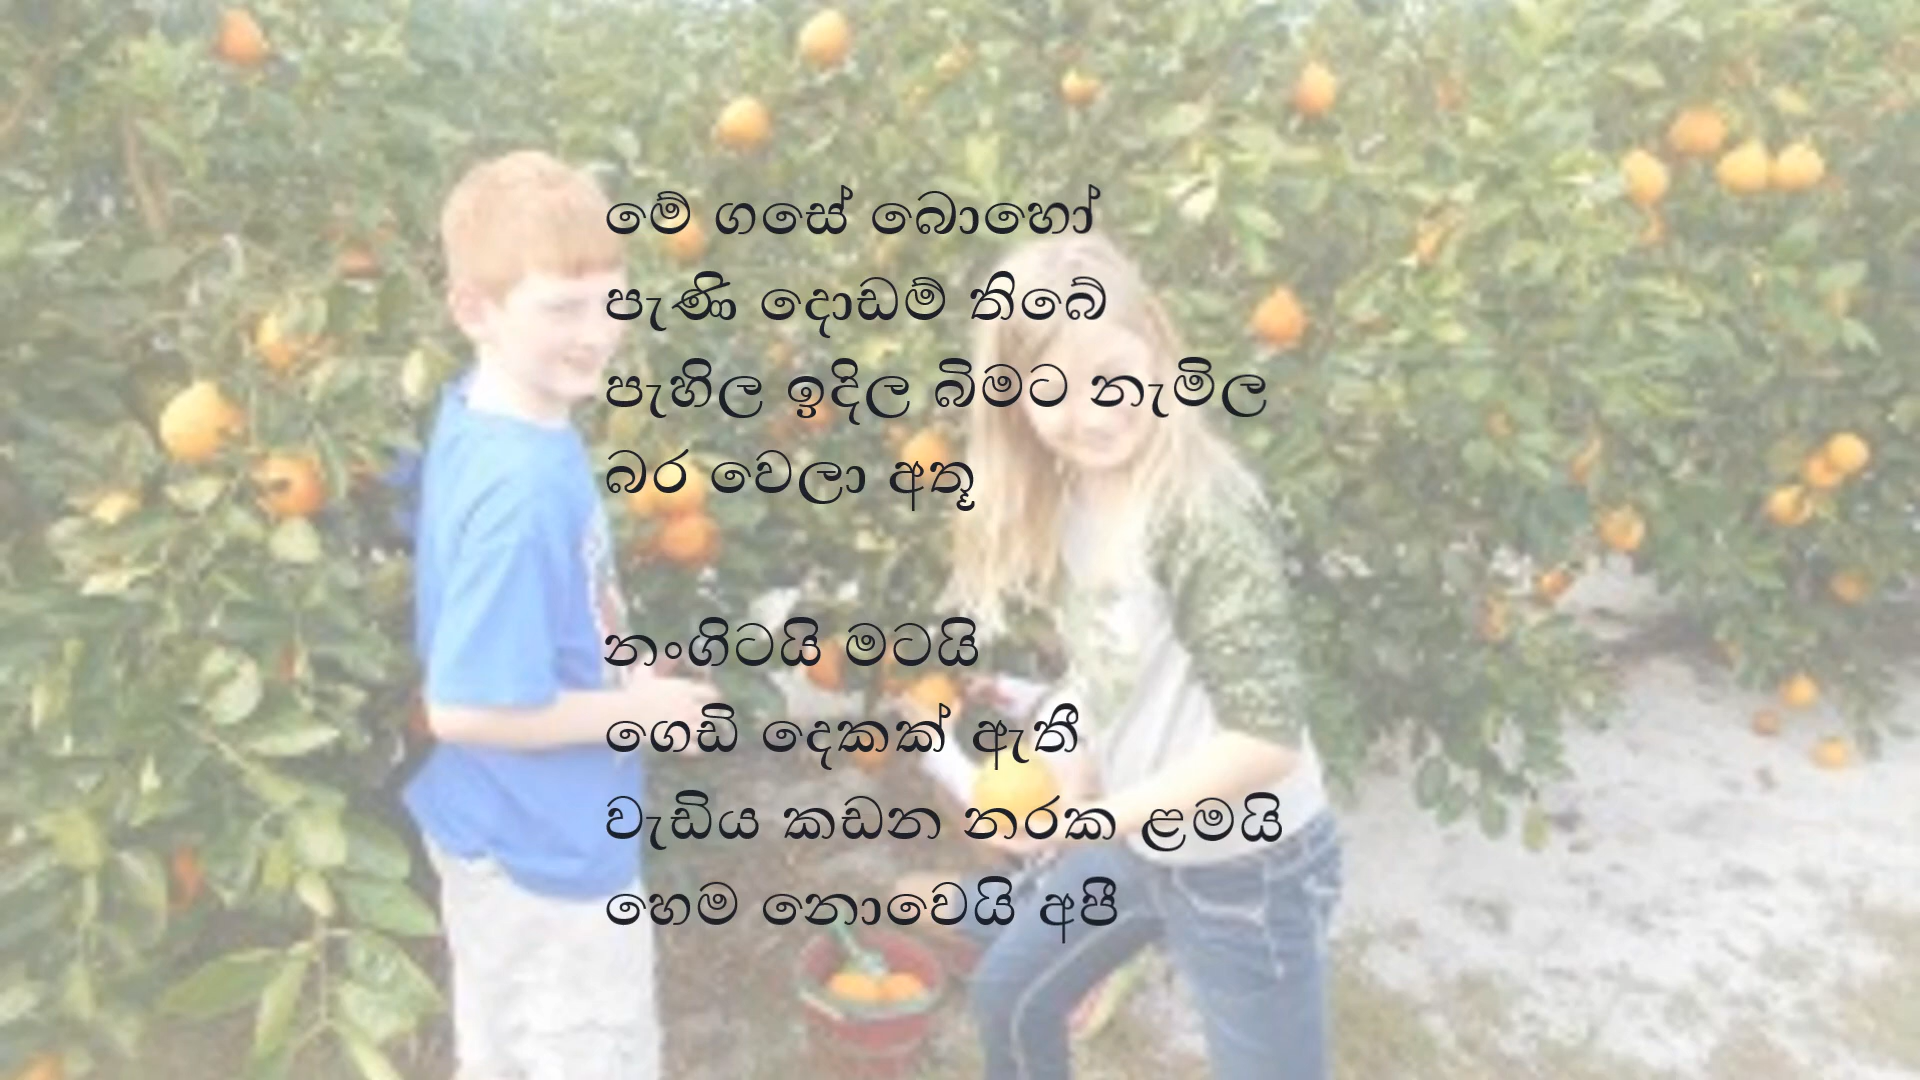 මේ ගසේ බොහෝ
පැණි දොඩම් තිබේ
පැහිල ඉදිල බිමට නැමිල
බර වෙලා අතූ
නංගිටයි මටයි
ගෙඩි දෙකක් ඇතී
වැඩිය කඩන නරක ළමයි
හෙම නොවෙයි අපී